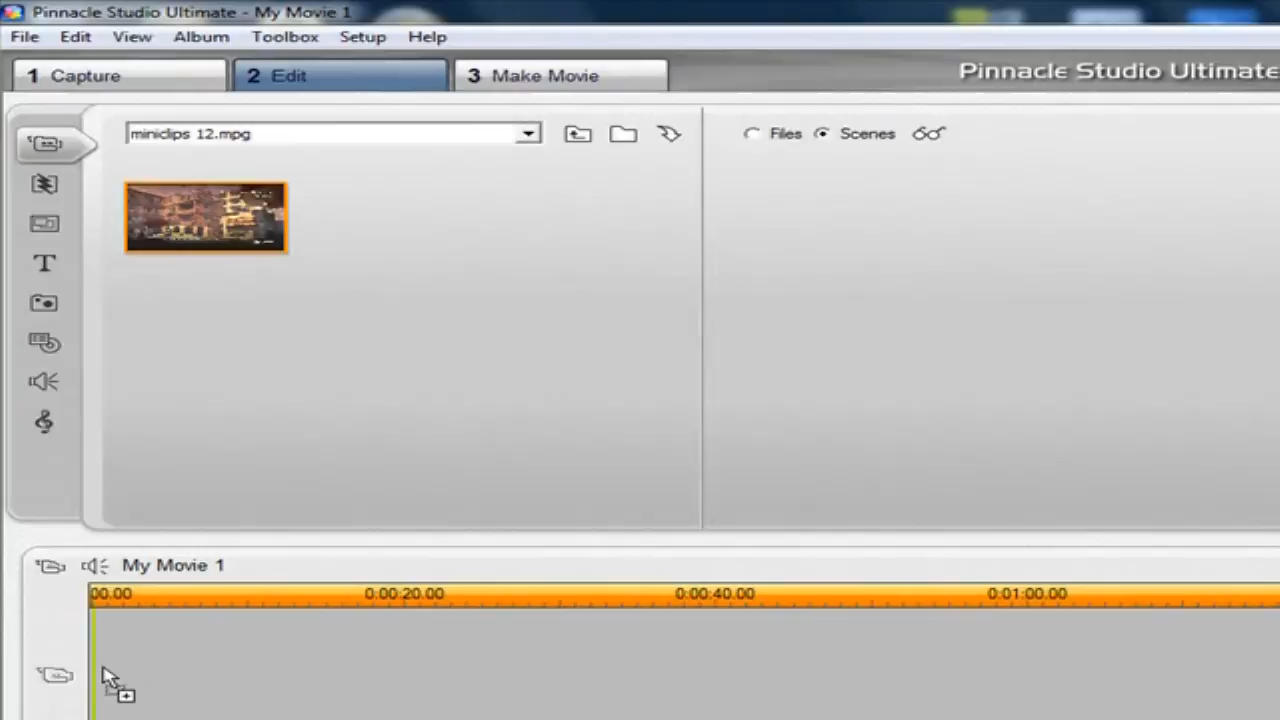 Pinnacle Studio Ultimate - My Movie 1
File Edit View Album Toolbox Setup Help
1 Capture 2 Edit 3 Make Movie Pinnacle Studio Ultimate
miniclips 12.mpg Files Scenes
T
My Movie 1
00.00 0:00:20.00 0:00:40.00 0:01:00.00